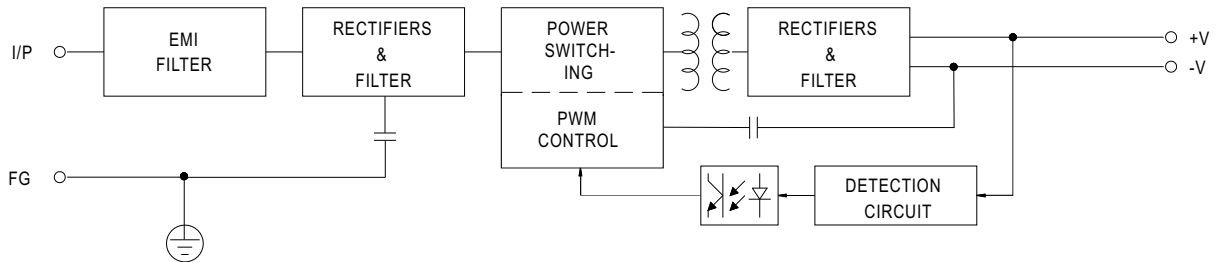 I/P
EMI
FILTER
RECTIFIERS
&
FILTER
POWER
SWITCH-
ING
PWM
CONTROL
RECTIFIERS
&
FILTER
+V
-V
FG
DETECTION
CIRCUIT